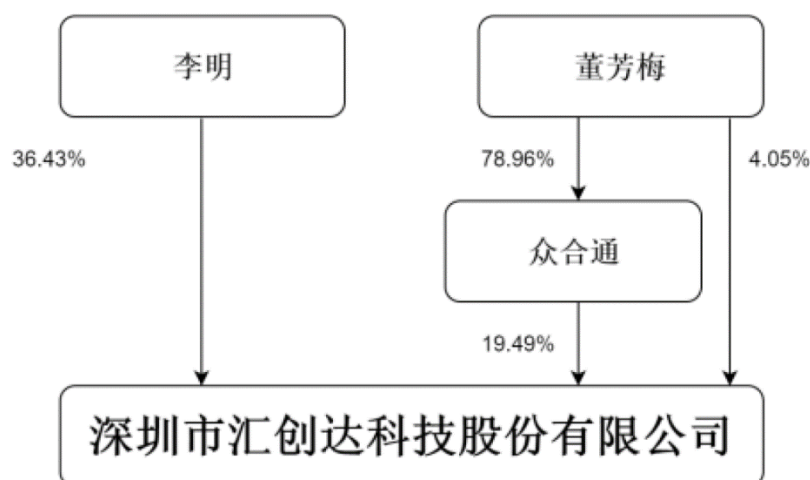 李明
董芳梅
36.43%
78.96%
4.05%
众合通
19.49%
深圳市汇创达科技股份有限公司